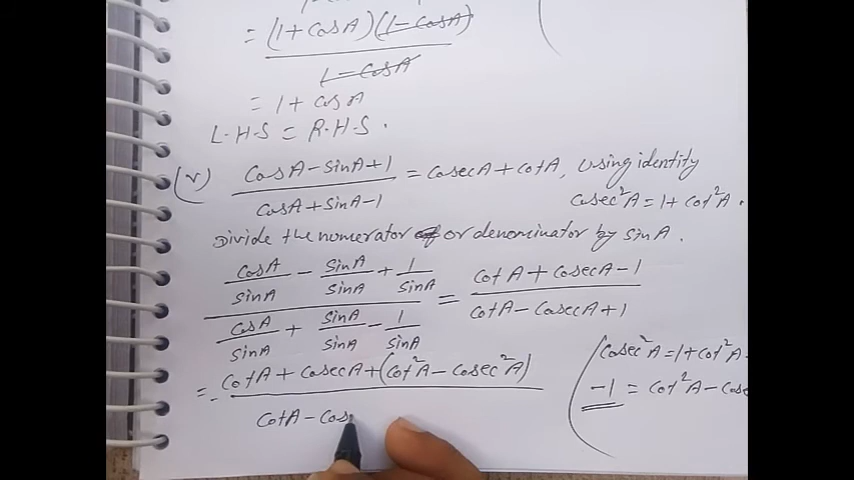 = (1+CosA)(1-CosA)
1-CosA
= 1+cosA
L.H.S = R.H.S.
(v) CosA-sinA+1 = CosecA+CotA, Using identity
cosA+sinA-1
cosec²A=1+cot²A.
Divide the numerator or denominator by sinA.
cosA/sinA - sinA/sinA + 1/sinA
cosA/sinA + sinA/sinA - 1/sinA
= cotA+cosecA-1
cotA-CosecA+1
= cotA+cosecA+(cot²A-cosec²A)
cotA-cos
Cosec²A=1+cot²A.
-1 = cot²A-cose